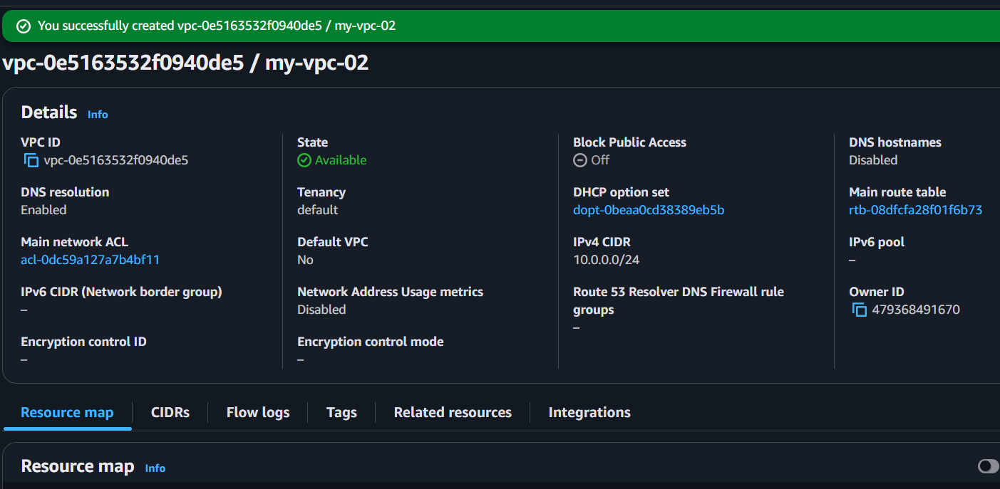 You successfully created vpc-0e5163532f0940de5 / my-vpc-02
vpc-0e5163532f0940de5 / my-vpc-02
Details Info
VPC ID
vpc-0e5163532f0940de5
State
Available
Block Public Access
Off
DNS hostnames
Disabled
DNS resolution
Enabled
Tenancy
default
DHCP option set
dopt-0beaa0cd38389eb5b
Main route table
rtb-08dfcfa28f01f6b73
Main network ACL
acl-0dc59a127a7b4bf11
Default VPC
No
IPv4 CIDR
10.0.0.0/24
IPv6 pool
–
IPv6 CIDR (Network border group)
–
Network Address Usage metrics
Disabled
Route 53 Resolver DNS Firewall rule
groups
–
Owner ID
479368491670
Encryption control ID
–
Encryption control mode
–
Resource map CIDRs Flow logs Tags Related resources Integrations
Resource map Info